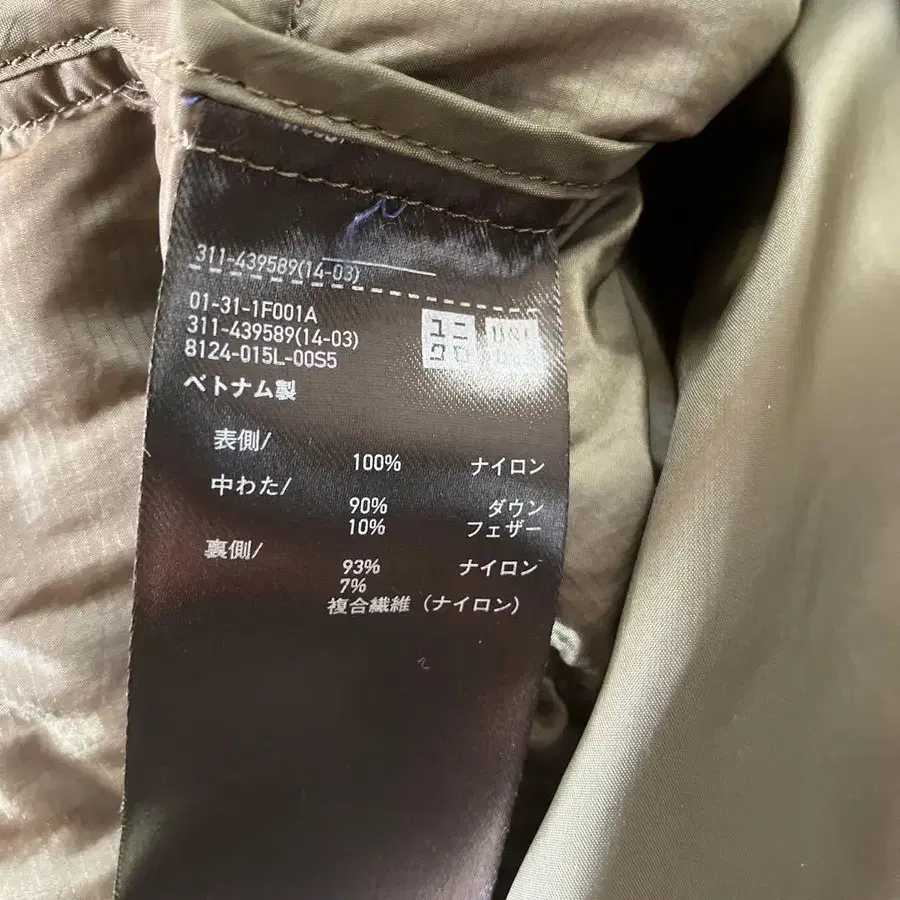 311-439589(14-03)
01-31-1F001A
311-439589(14-03)
8124-015L-00S5
ユニ
クロ
UNI
ベトナム製
表側/
100% ナイロン
中わた/
90% ダウン
10% フェザー
裏側/
93% ナイロン
7%
複合繊維 (ナイロン)